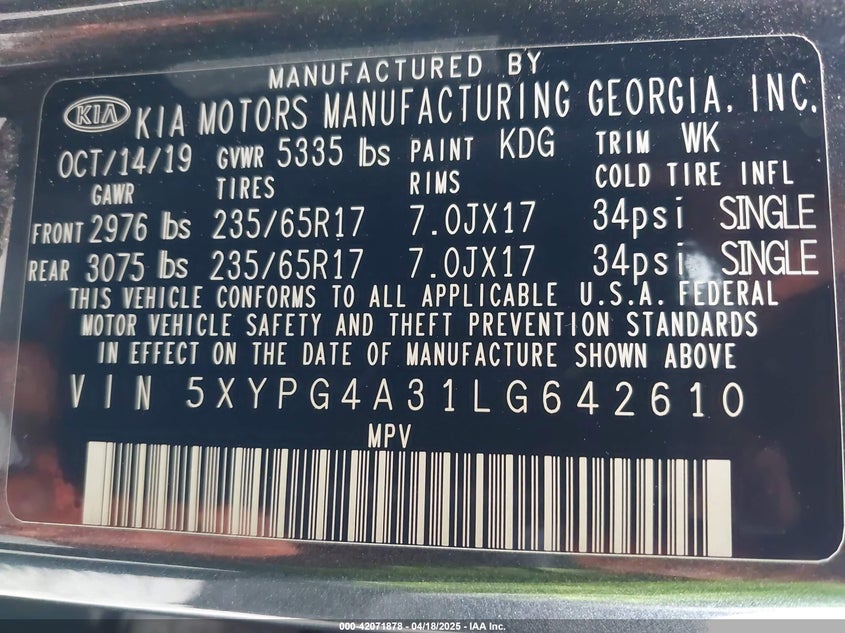 MANUFACTURED BY
KIA KIA MOTORS MANUFACTURING GEORGIA, INC.
OCT/14/19 GVWR 5335 lbs PAINT KDG TRIM WK
GAWR TIRES RIMS COLD TIRE INFL
FRONT 2976 lbs 235/65R17 7.0JX17 34psi SINGLE
REAR 3075 lbs 235/65R17 7.0JX17 34psi SINGLE
THIS VEHICLE CONFORMS TO ALL APPLICABLE U.S.A. FEDERAL
MOTOR VEHICLE SAFETY AND THEFT PREVENTION STANDARDS
IN EFFECT ON THE DATE OF MANUFACTURE SHOWN ABOVE
VIN 5XYPG4A31LG642610
MPV
000-42071878 - 04/18/2025 - IAA Inc.